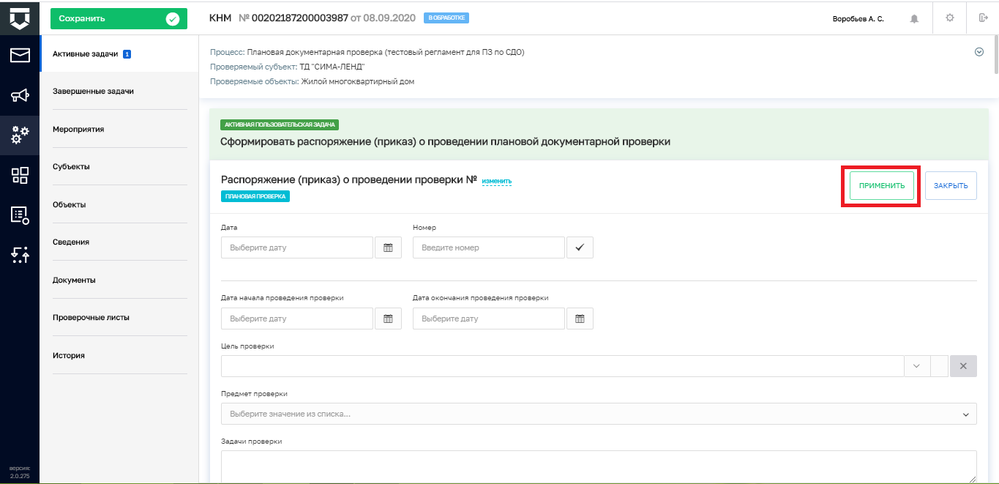 Сохранить
КНМ № 00202187200003987 от 08.09.2020 В ОБРАБОТКЕ
Воробьев А. С.
Активные задачи 1
Завершенные задачи
Мероприятия
Субъекты
Объекты
Сведения
Документы
Проверочные листы
История
версия:
2.0.275
Процесс: Плановая документарная проверка (тестовый регламент для ПЗ по СДО)
Проверяемый субъект: ТД "СИМА-ЛЕНД"
Проверяемые объекты: Жилой многоквартирный дом
АКТИВНАЯ ПОЛЬЗОВАТЕЛЬСКАЯ ЗАДАЧА
Сформировать распоряжение (приказ) о проведении плановой документарной проверки
Распоряжение (приказ) о проведении проверки № изменить
ПЛАНОВАЯ ПРОВЕРКА
ПРИМЕНИТЬ
ЗАКРЫТЬ
Дата
Номер
Выберите дату
Введите номер
Дата начала проведения проверки
Дата окончания проведения проверки
Выберите дату
Выберите дату
Цель проверки
Предмет проверки
Выберите значение из списка...
Задачи проверки